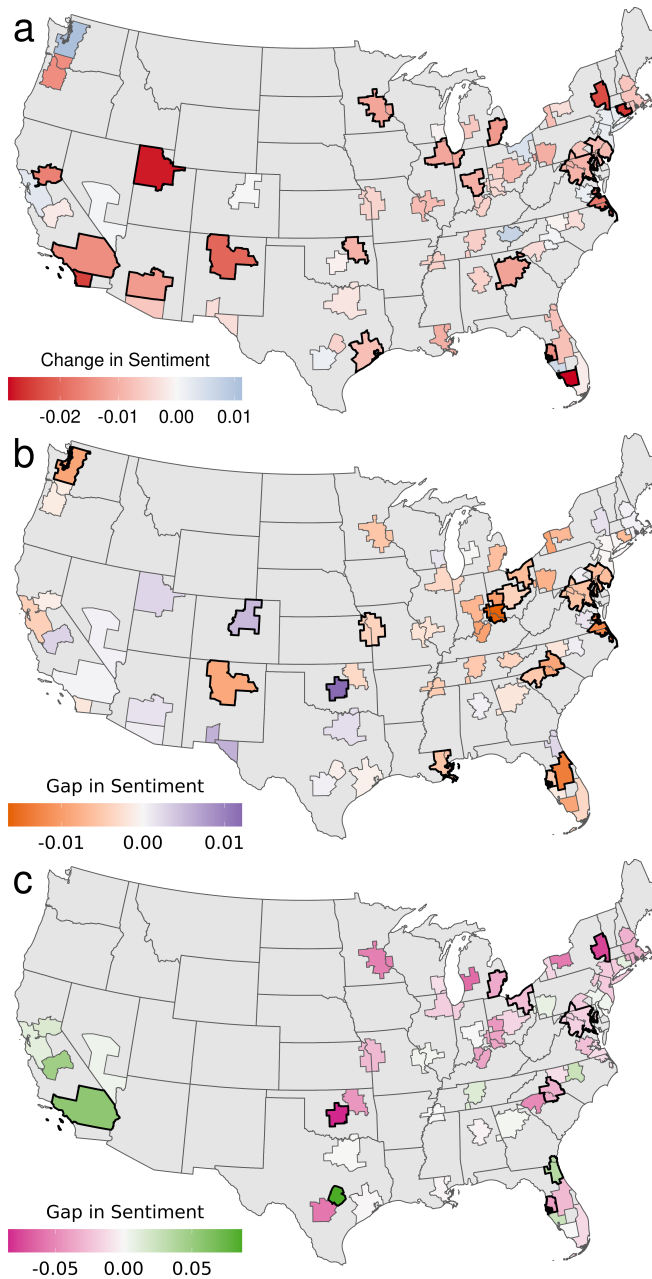 a
Change in Sentiment
-0.02 -0.01 0.00 0.01
b
Gap in Sentiment
-0.01 0.00 0.01
c
Gap in Sentiment
-0.05 0.00 0.05